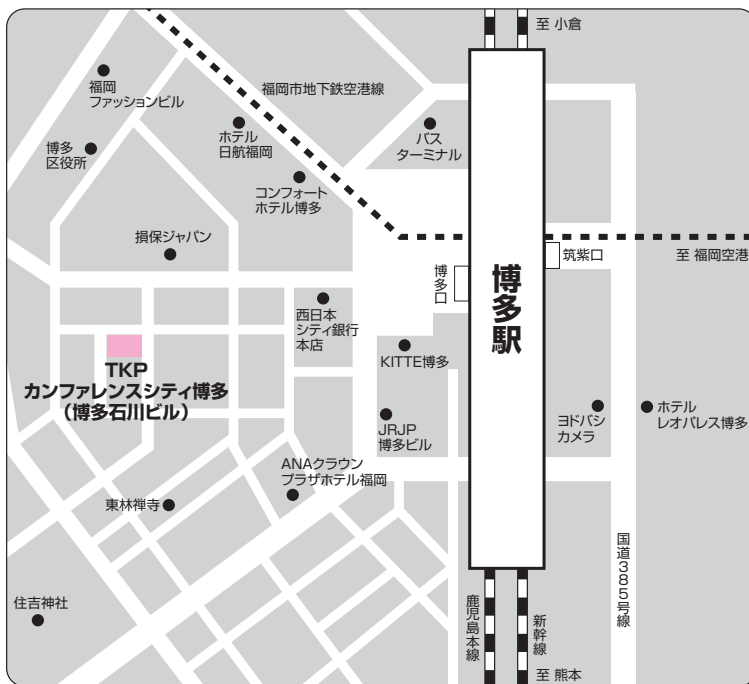 至 小倉
福岡
ファッションビル
福岡市地下鉄空港線
ホテル
日航福岡
バス
ターミナル
博多
区役所
コンフォート
ホテル博多
損保ジャパン
筑紫口
至 福岡空港
博多口
博多駅
西日本
シティ銀行
本店
KITTE博多
TKP
カンファレンスシティ博多
（博多石川ビル）
JRJP
博多ビル
ヨドバシ
カメラ
ホテル
レオパレス博多
ANAクラウン
プラザホテル福岡
東林禅寺
国道385号線
住吉神社
鹿児島本線
新幹線
至 熊本